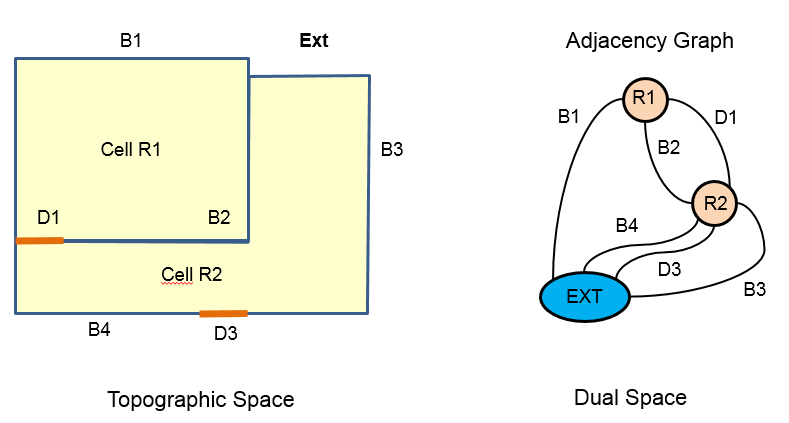 B1
Ext
Cell R1
B3
D1
B2
Cell R2
B4
D3
Topographic Space
Adjacency Graph
R1
B1
D1
B2
R2
B4
D3
EXT
B3
Dual Space